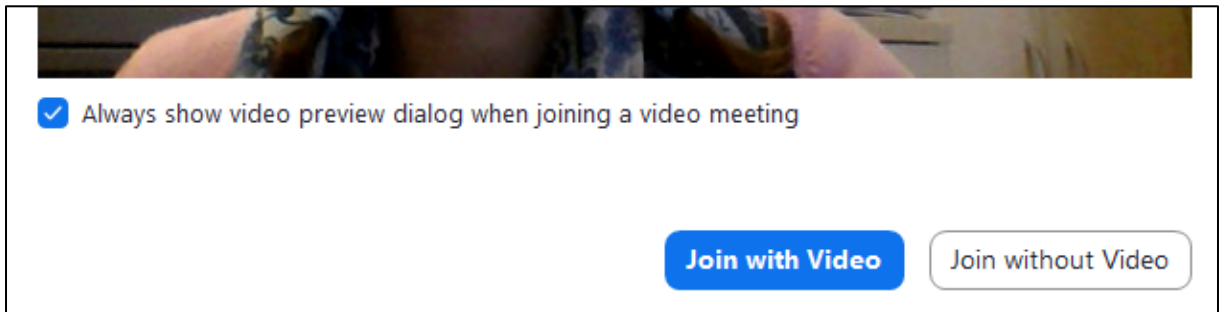 Always show video preview dialog when joining a video meeting
Join with Video
Join without Video